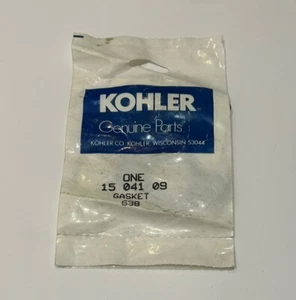 KOHLER
Genuine Parts
KOHLER CO. KOHLER, WISCONSIN 53044
ONE
15 041 09
GASKET
638